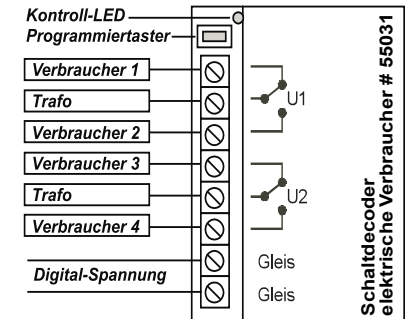 Kontroll-LED
Programmiertaster
Verbraucher 1
Trafo
Verbraucher 2
Verbraucher 3
Trafo
Verbraucher 4
Digital-Spannung
U1
U2
Gleis
Gleis
Schaltdecoder
elektrische Verbraucher # 55031